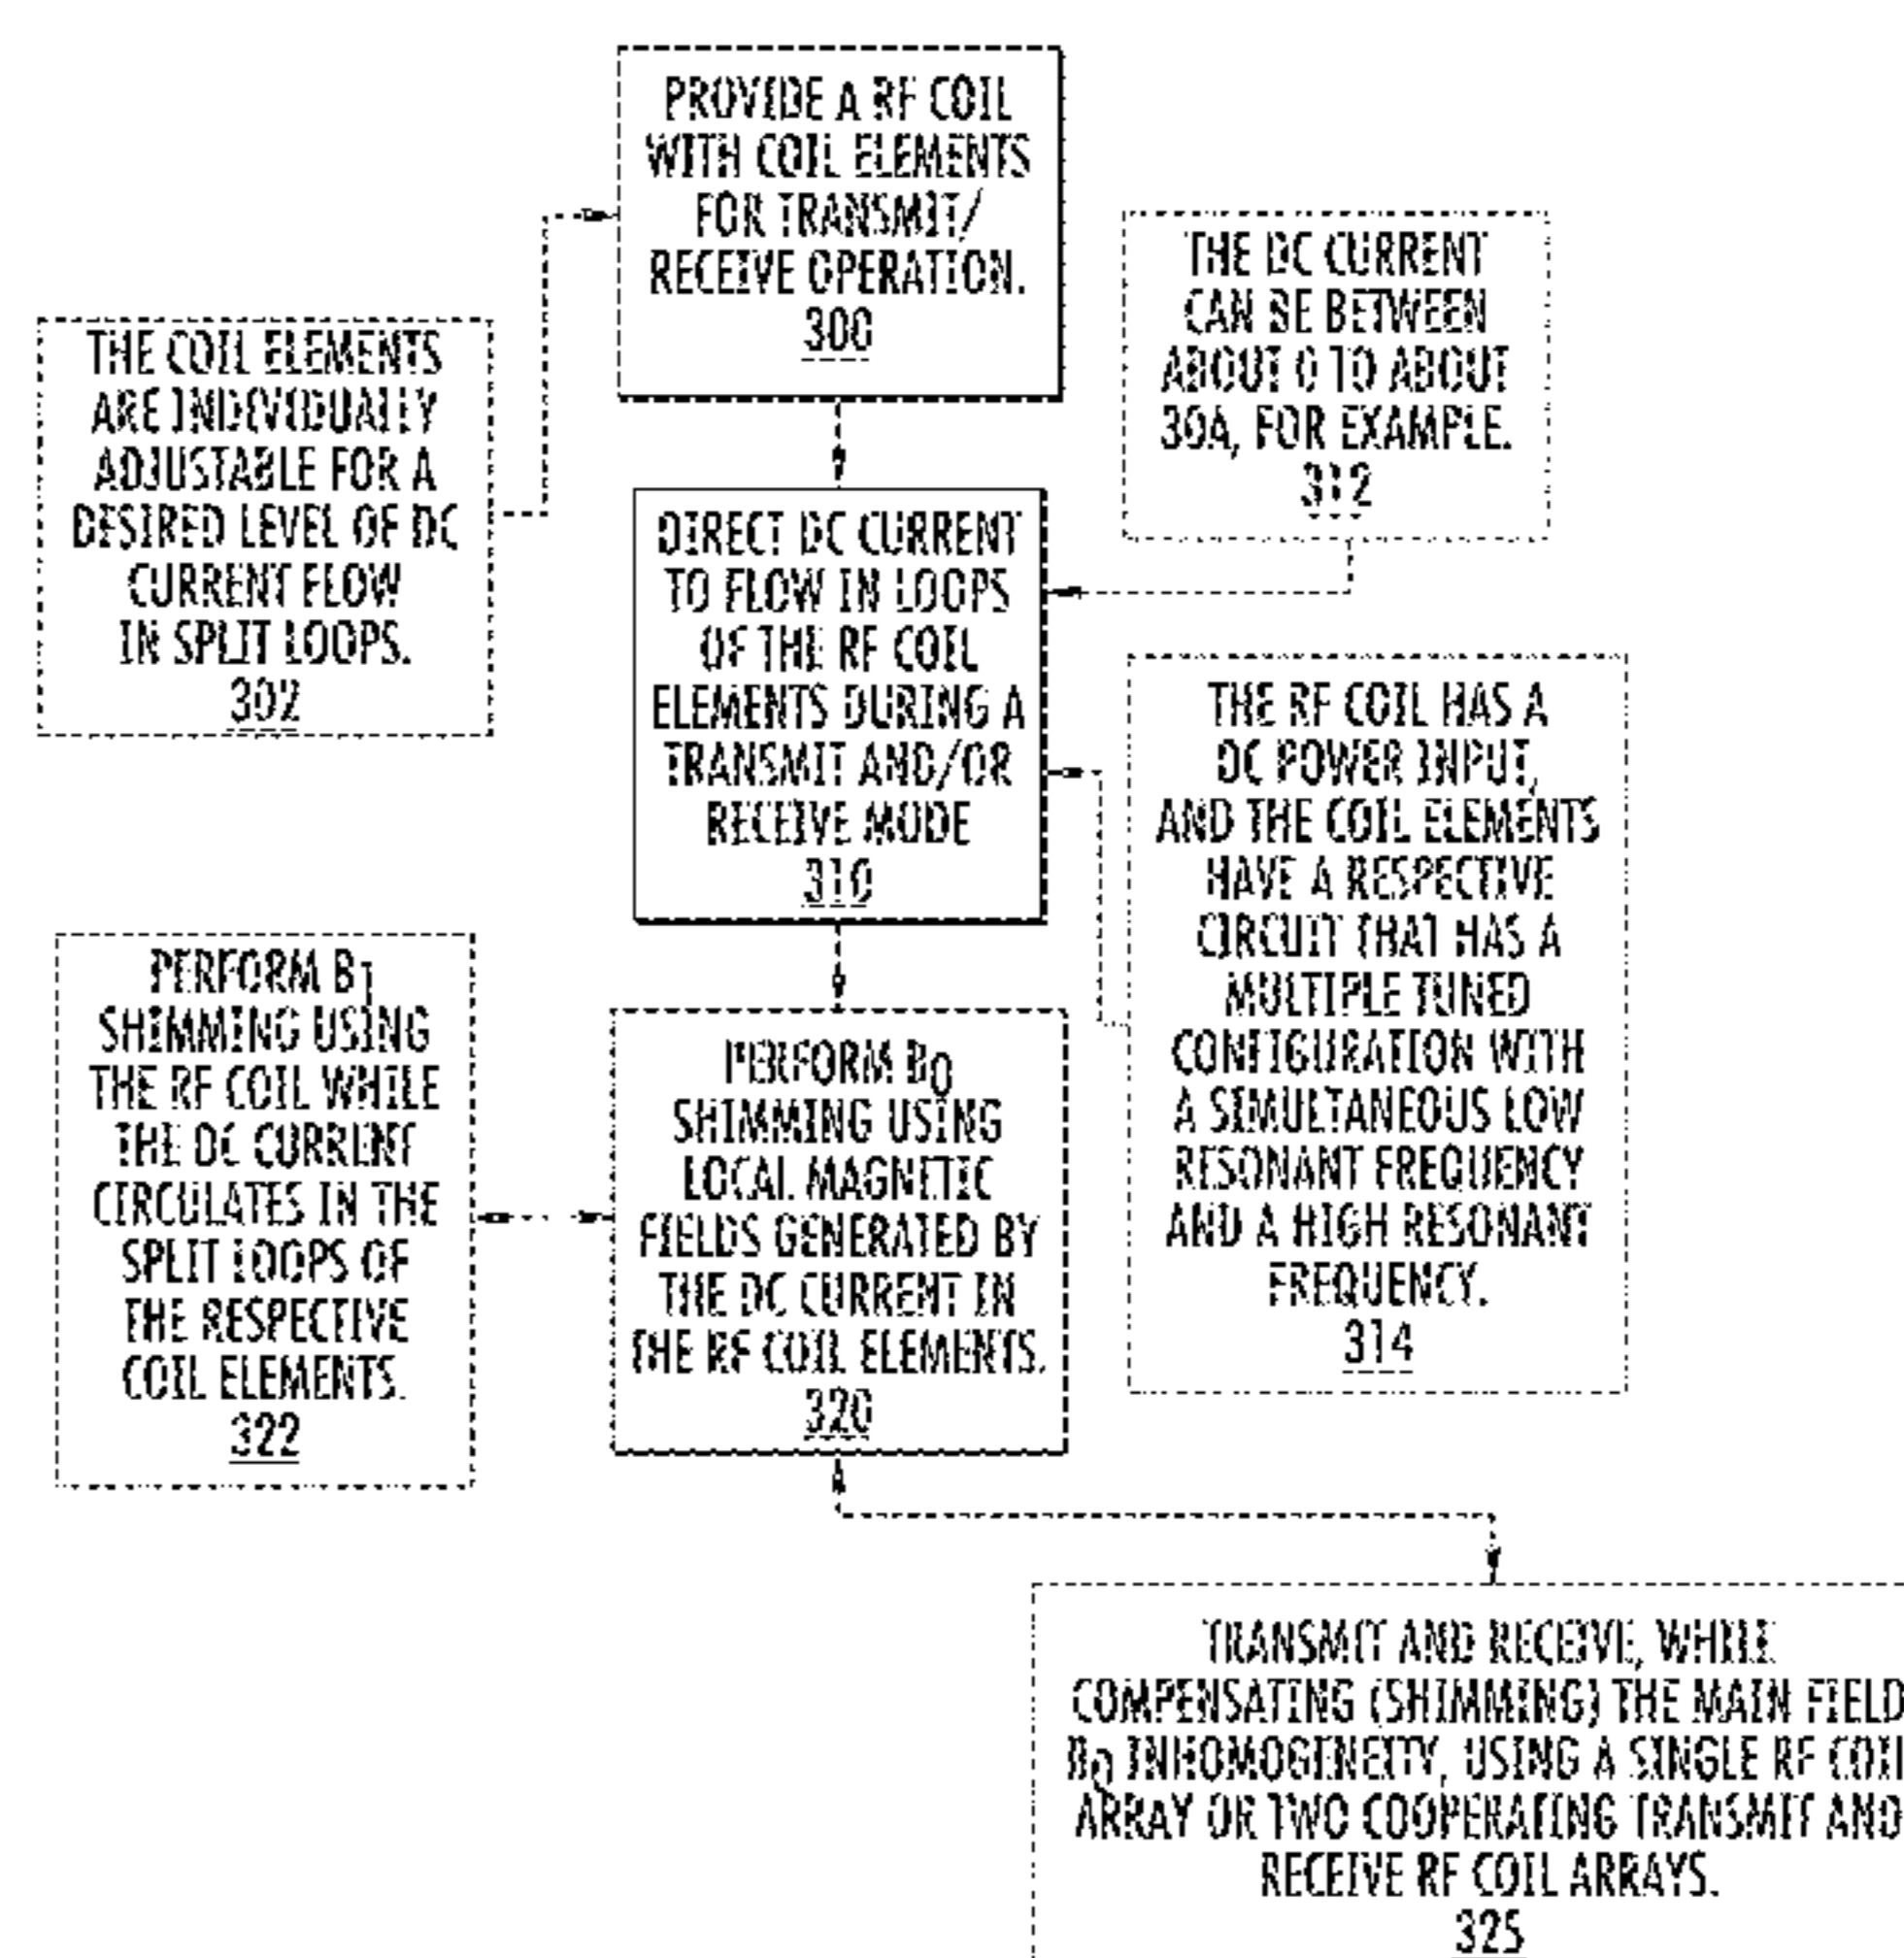 PROVIDE A RF COIL
WITH COIL ELEMENTS
FOR TRANSMIT/
RECEIVE OPERATION.
300
THE COIL ELEMENTS
ARE INDIVIDUALLY
ADJUSTABLE FOR A
DESIRED LEVEL OF DC
CURRENT FLOW
IN SPLIT LOOPS.
302
THE DC CURRENT
CAN BE BETWEEN
ABOUT 0 TO ABOUT
30A, FOR EXAMPLE.
312
DIRECT DC CURRENT
TO FLOW IN LOOPS
OF THE RF COIL
ELEMENTS DURING A
TRANSMIT AND/OR
RECEIVE MODE
310
THE RF COIL HAS A
DC POWER INPUT,
AND THE COIL ELEMENTS
HAVE A RESPECTIVE
CIRCUIT THAT HAS A
MULTIPLE TUNED
CONFIGURATION WITH
A SIMULTANEOUS LOW
RESONANT FREQUENCY
AND A HIGH RESONANT
FREQUENCY.
314
PERFORM B1
SHIMMING USING
THE RF COIL WHILE
THE DC CURRENT
CIRCULATES IN THE
SPLIT LOOPS OF
THE RESPECTIVE
COIL ELEMENTS.
322
PERFORM B0
SHIMMING USING
LOCAL MAGNETIC
FIELDS GENERATED BY
THE DC CURRENT IN
THE RF COIL ELEMENTS.
320
TRANSMIT AND RECEIVE, WHILE
COMPENSATING (SHIMMING) THE MAIN FIELD
B0 INHOMOGENEITY, USING A SINGLE RF COIL
ARRAY OR TWO COOPERATING TRANSMIT AND
RECEIVE RF COIL ARRAYS.
325